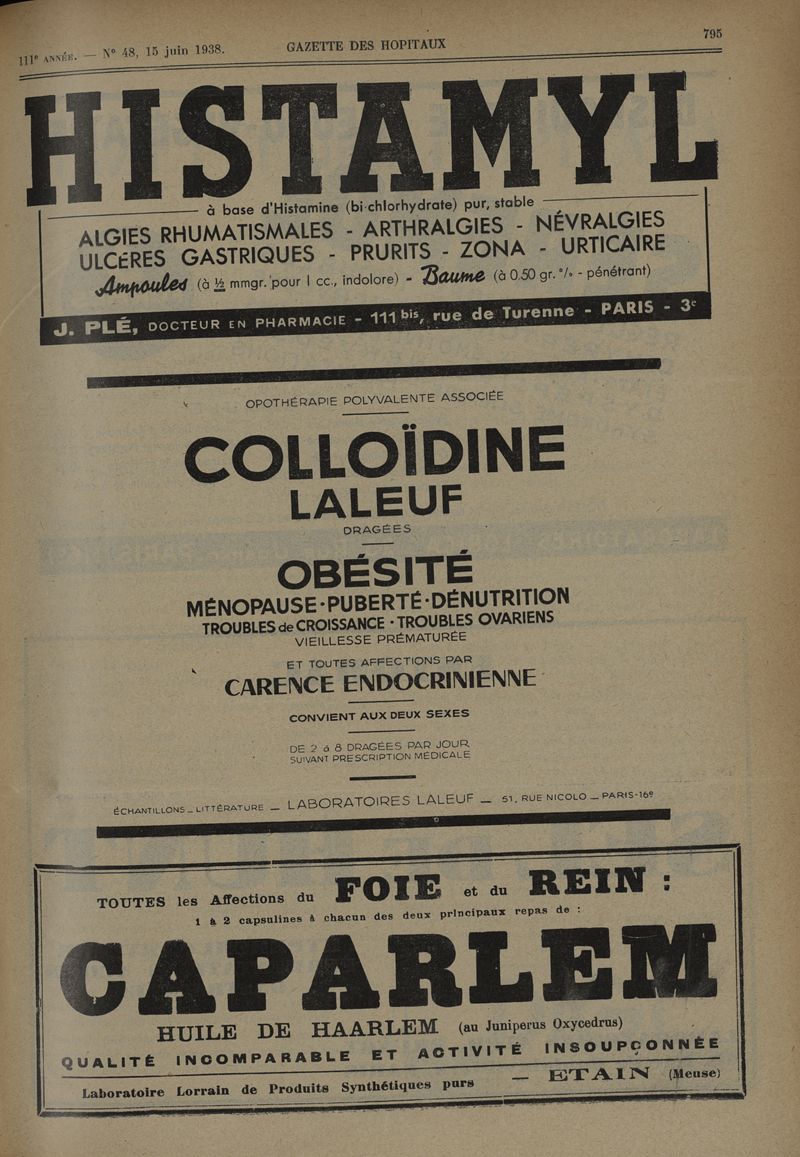 111e ANNÉE. — N° 48, 15 juin 1938. GAZETTE DES HOPITAUX 795
HISTAMYL
à base d'Histamine (bi-chlorhydrate) pur, stable
ALGIES RHUMATISMALES - ARTHRALGIES - NÉVRALGIES
ULCÉRES GASTRIQUES - PRURITS - ZONA - URTICAIRE
Ampoules (à ½ mmgr. pour 1 cc., indolore) - Baume (à 0.50 gr. °/o - pénétrant)
J. PLÉ, DOCTEUR EN PHARMACIE - 111 bis, rue de Turenne - PARIS - 3e
OPOTHÉRAPIE POLYVALENTE ASSOCIÉE
COLLOÏDINE
LALEUF
DRAGÉES
OBÉSITÉ
MÉNOPAUSE·PUBERTÉ·DÉNUTRITION
TROUBLES de CROISSANCE · TROUBLES OVARIENS
VIEILLESSE PRÉMATURÉE
ET TOUTES AFFECTIONS PAR
CARENCE ENDOCRINIENNE
CONVIENT AUX DEUX SEXES
DE 2 à 8 DRAGÉES PAR JOUR
SUIVANT PRESCRIPTION MÉDICALE
ÉCHANTILLONS _ LITTÉRATURE _ LABORATOIRES LALEUF _ 51, RUE NICOLO _ PARIS-16e
TOUTES les Affections du FOIE et du REIN :
1 à 2 capsulines à chacun des deux principaux repas de :
CAPARLEM
HUILE DE HAARLEM (au Juniperus Oxycedrus)
QUALITÉ INCOMPARABLE ET ACTIVITÉ INSOUPÇONNÉE
Laboratoire Lorrain de Produits Synthétiques purs — ETAIN (Meuse)